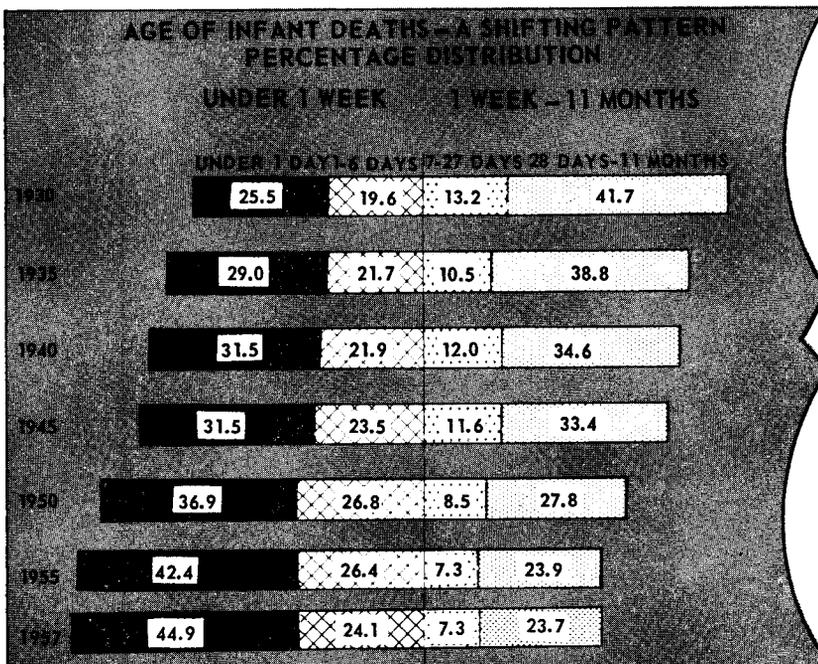 AGE OF INFANT DEATHS — A SHIFTING PATTERN
PERCENTAGE DISTRIBUTION
UNDER 1 WEEK 1 WEEK – 11 MONTHS
UNDER 1 DAY 1-6 DAYS 7-27 DAYS 28 DAYS-11 MONTHS
1930 25.5 19.6 13.2 41.7
1935 29.0 21.7 10.5 38.8
1940 31.5 21.9 12.0 34.6
1945 31.5 23.5 11.6 33.4
1950 36.9 26.8 8.5 27.8
1955 42.4 26.4 7.3 23.9
1957 44.9 24.1 7.3 23.7